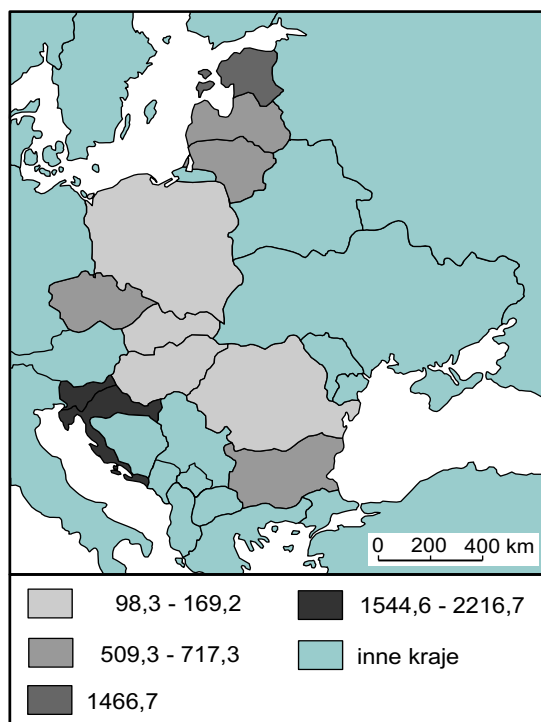 0 200 400 km
98,3 - 169,2
509,3 - 717,3
1466,7
1544,6 - 2216,7
inne kraje